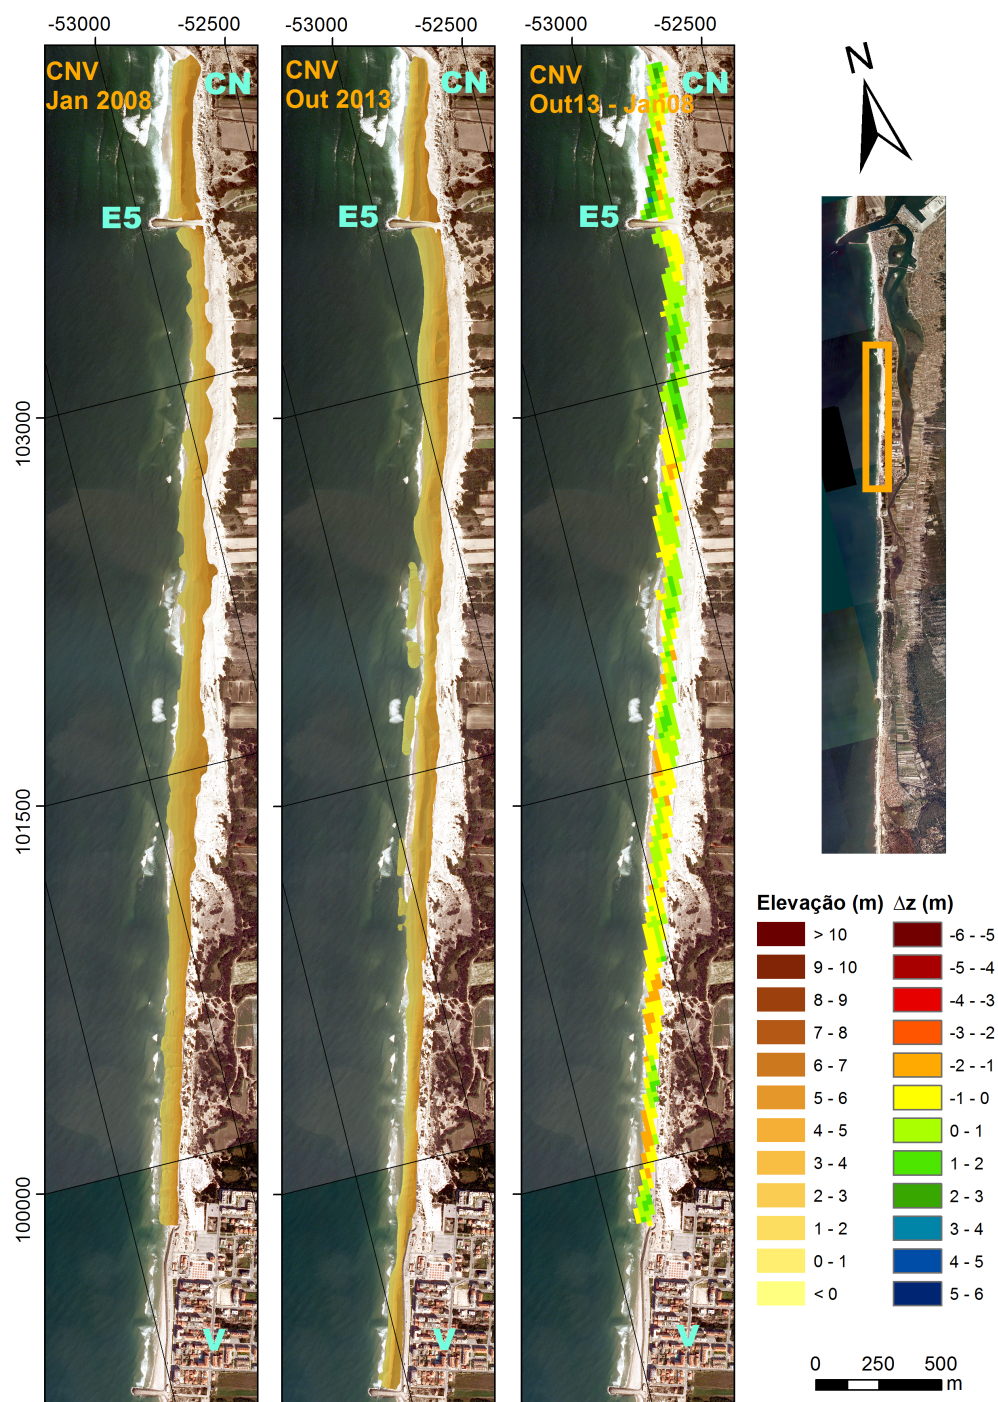 -53000 -52500
-53000 -52500
-53000 -52500
CNV
Jan 2008
CN
E5
CNV
Out 2013
CN
E5
V
CNV
Out13 - Jan08
CN
E5
V
V
103000
101500
100000
N
Elevação (m)
> 10
9 - 10
8 - 9
7 - 8
6 - 7
5 - 6
4 - 5
3 - 4
2 - 3
1 - 2
0 - 1
< 0
∆z (m)
-6 - -5
-5 - -4
-4 - -3
-3 - -2
-2 - -1
-1 - 0
0 - 1
1 - 2
2 - 3
3 - 4
4 - 5
5 - 6
0 250 500
m